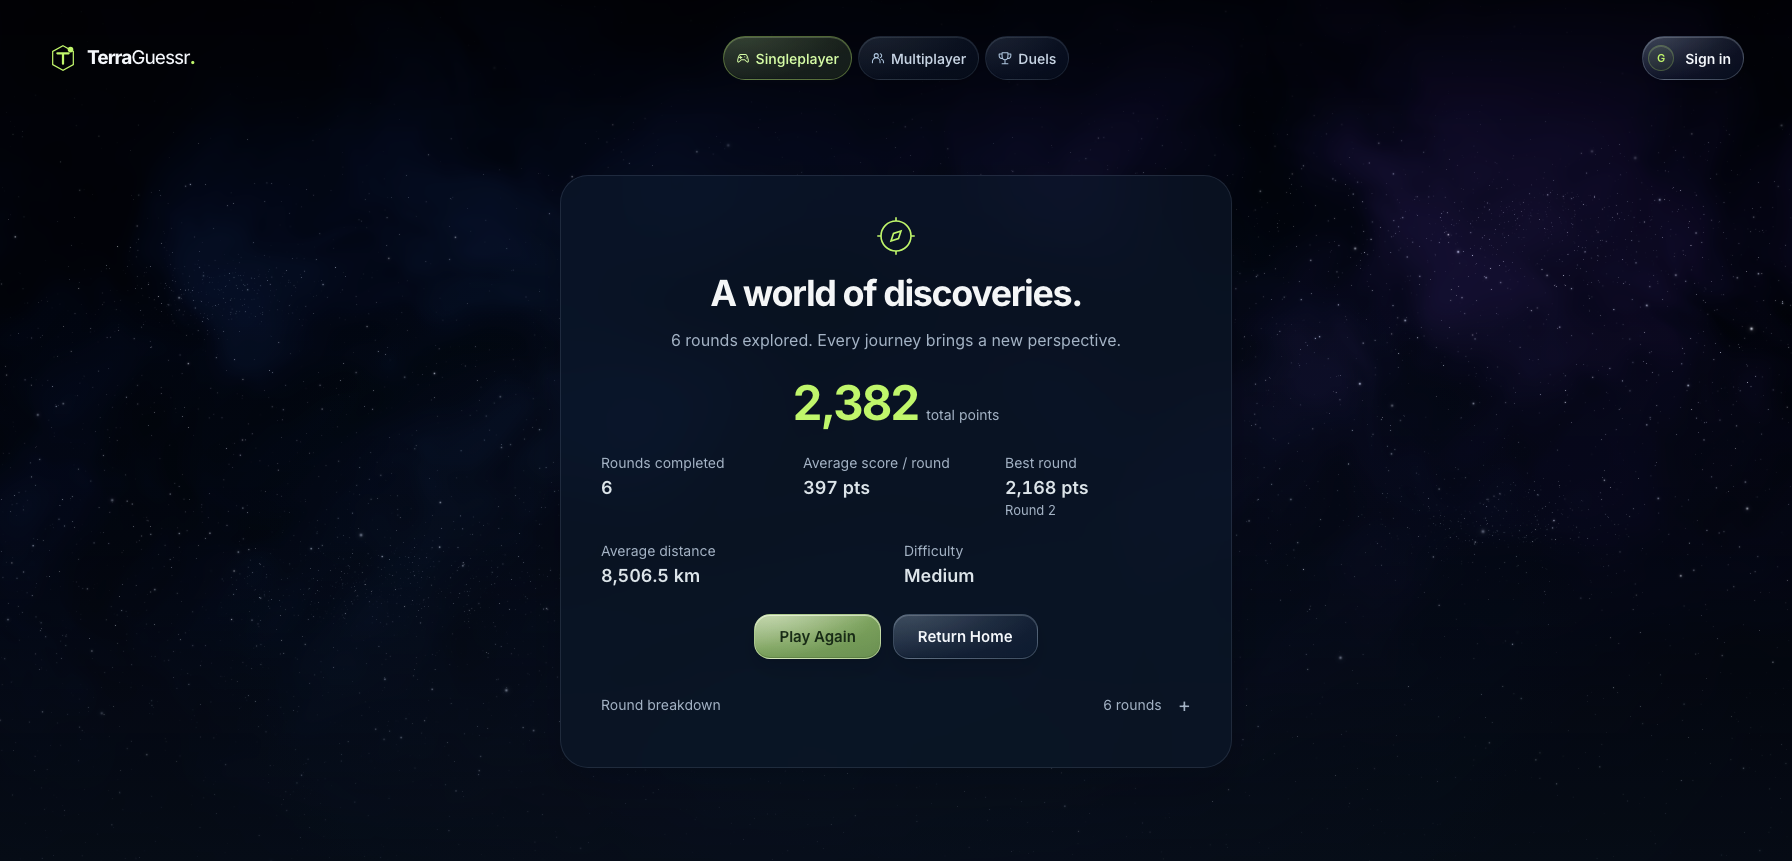 TerraGuessr.
Singleplayer
Multiplayer
Duels
G
Sign in
A world of discoveries.
6 rounds explored. Every journey brings a new perspective.
2,382 total points
Rounds completed
6
Average score / round
397 pts
Best round
2,168 pts
Round 2
Average distance
8,506.5 km
Difficulty
Medium
Play Again
Return Home
Round breakdown
6 rounds +